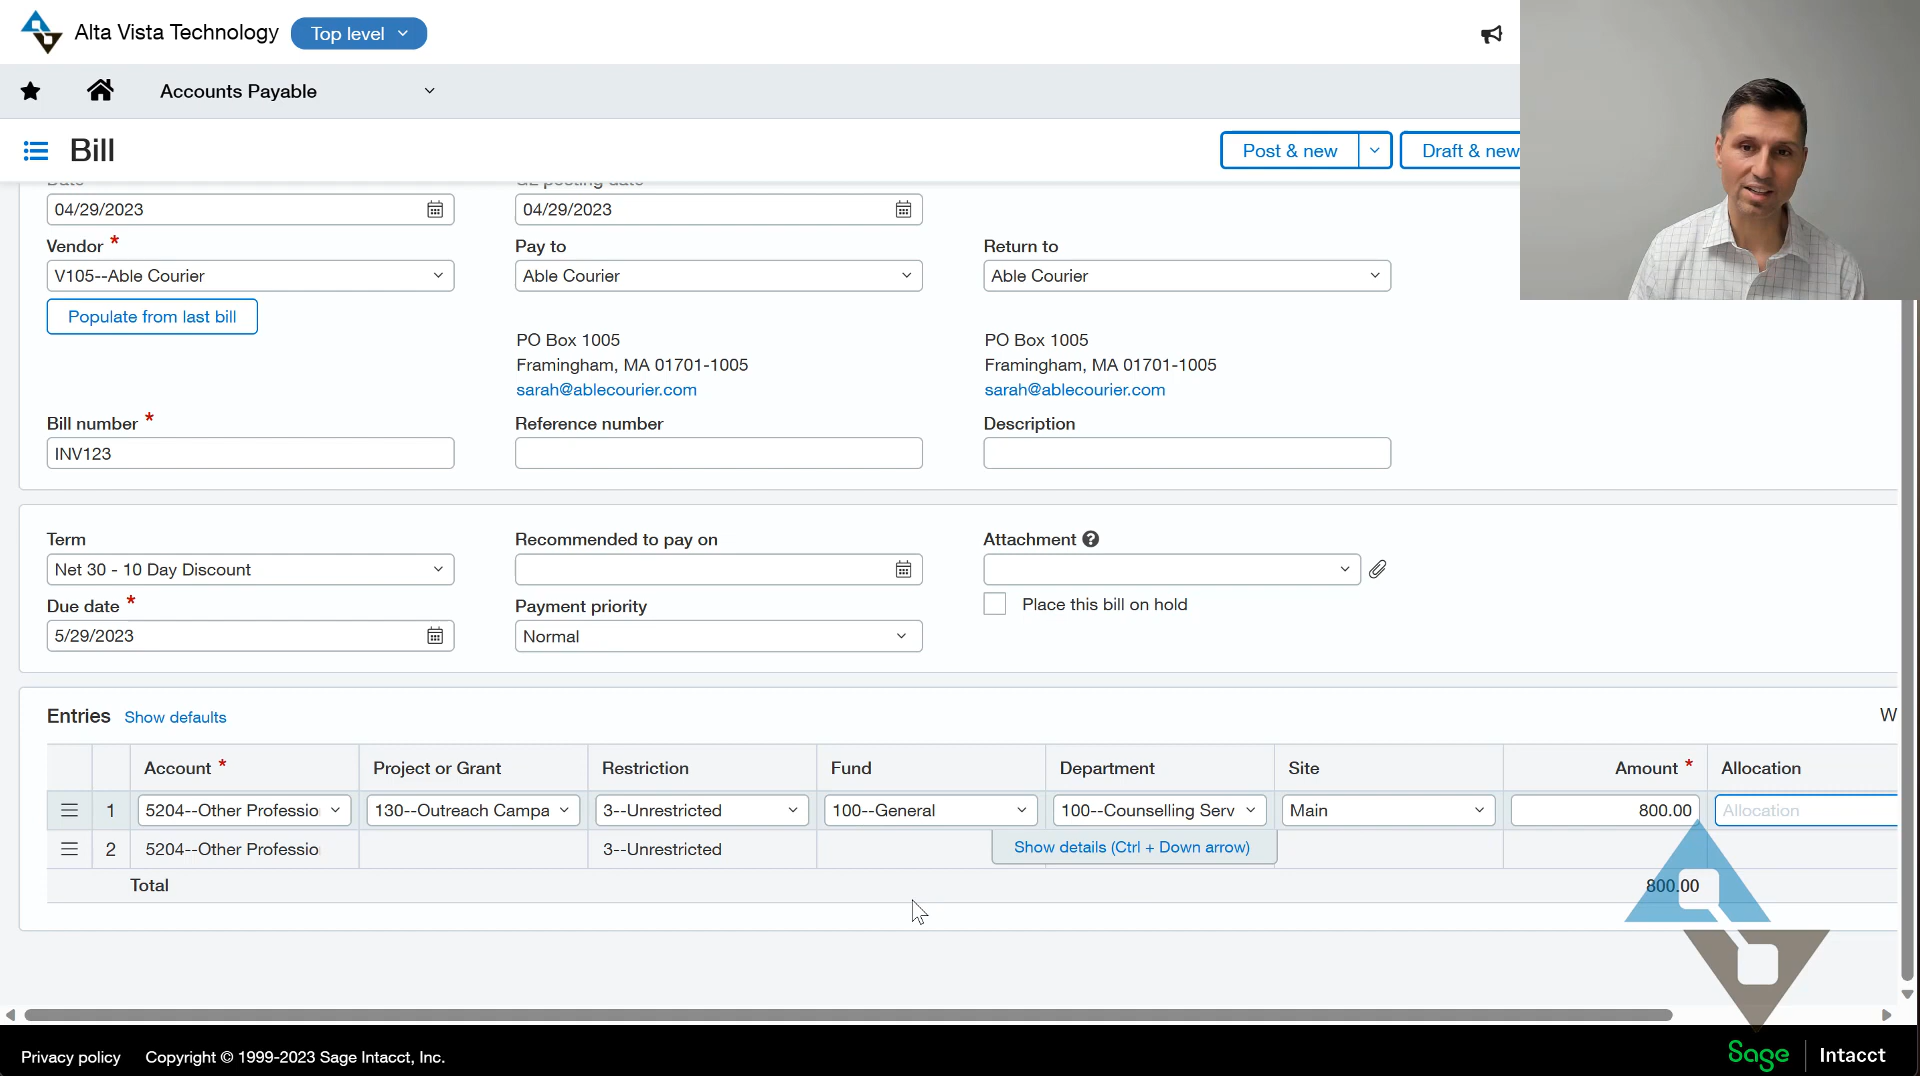 Alta Vista Technology Top level
Accounts Payable
Bill Post & new Draft & new
04/29/2023 04/29/2023
Vendor * Pay to Return to
V105--Able Courier Able Courier Able Courier
Populate from last bill
PO Box 1005 PO Box 1005
Framingham, MA 01701-1005 Framingham, MA 01701-1005
sarah@ablecourier.com sarah@ablecourier.com
Bill number * Reference number Description
INV123
Term Recommended to pay on Attachment ?
Net 30 - 10 Day Discount
Due date * Payment priority Place this bill on hold
5/29/2023 Normal
Entries Show defaults W
Account * Project or Grant Restriction Fund Department Site Amount * Allocation
1 5204--Other Professio 130--Outreach Campa 3--Unrestricted 100--General 100--Counselling Serv Main 800.00 Allocation
2 5204--Other Professio 3--Unrestricted Show details (Ctrl + Down arrow)
Total 800.00
Privacy policy Copyright © 1999-2023 Sage Intacct, Inc. Sage Intacct